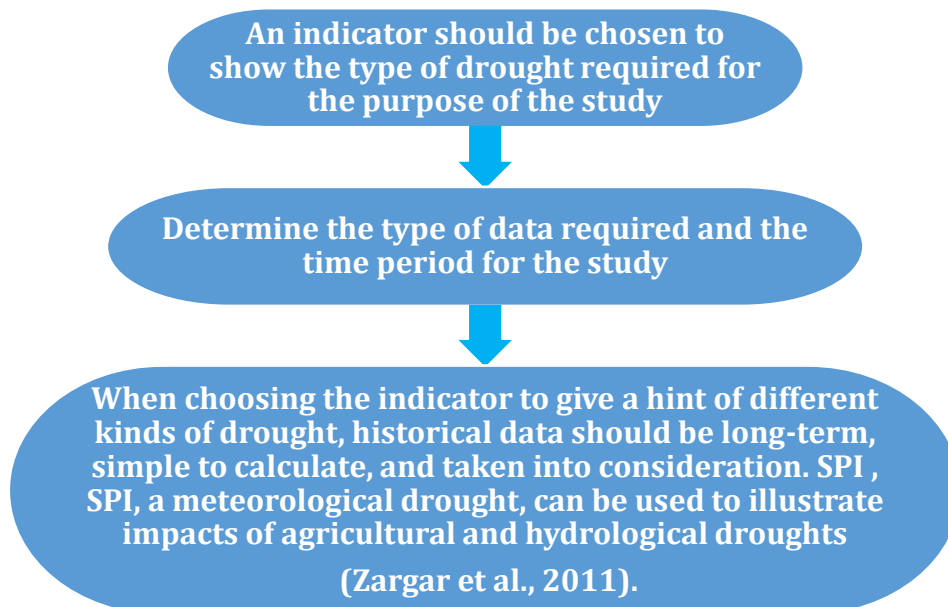 An indicator should be chosen to
show the type of drought required for
the purpose of the study
Determine the type of data required and the
time period for the study
When choosing the indicator to give a hint of different
kinds of drought, historical data should be long-term,
simple to calculate, and taken into consideration. SPI ,
SPI, a meteorological drought, can be used to illustrate
impacts of agricultural and hydrological droughts
(Zargar et al., 2011).